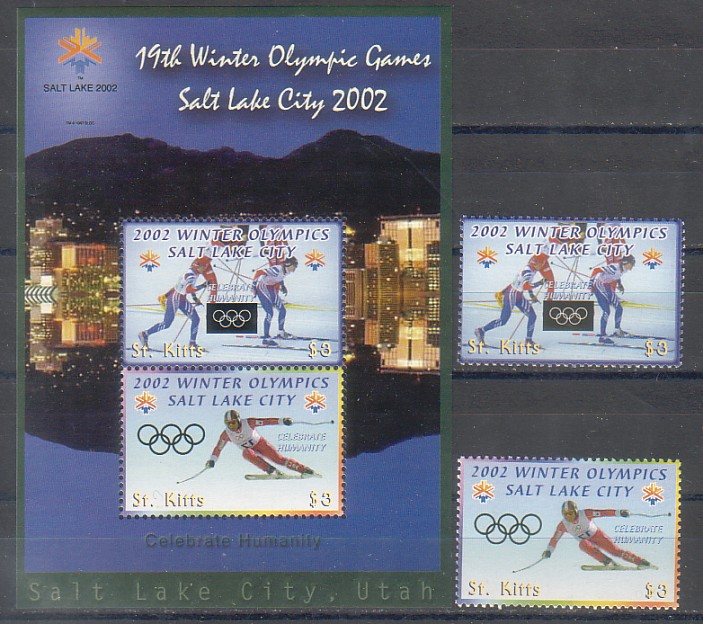 19th Winter Olympic Games
Salt Lake City 2002
SALT LAKE 2002
2002 WINTER OLYMPICS
SALT LAKE CITY
CELEBRATE
HUMANITY
St. Kitts $3
2002 WINTER OLYMPICS
SALT LAKE CITY
CELEBRATE
HUMANITY
St. Kitts $3
Celebrate Humanity
Salt Lake City, Utah
2002 WINTER OLYMPICS
SALT LAKE CITY
CELEBRATE
HUMANITY
St. Kitts $3
2002 WINTER OLYMPICS
SALT LAKE CITY
CELEBRATE
HUMANITY
St. Kitts $3